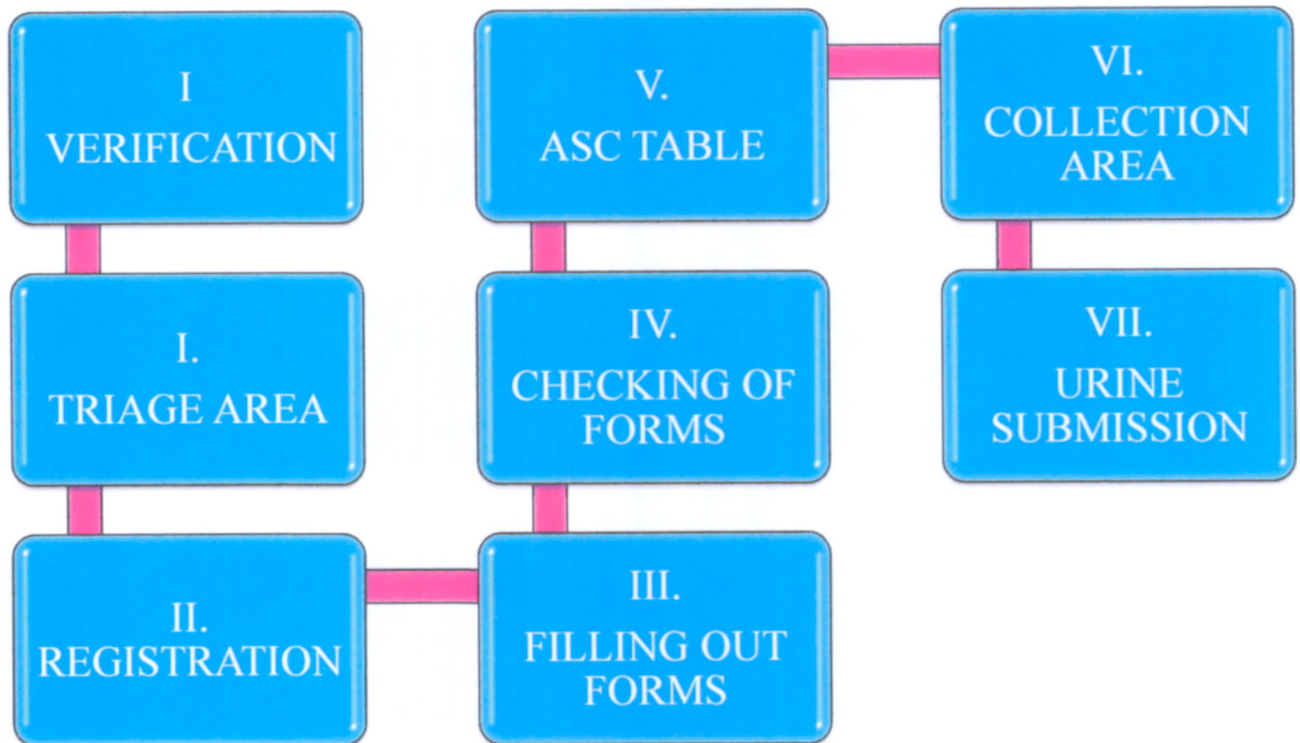 I
VERIFICATION
I.
TRIAGE AREA
II.
REGISTRATION
III.
FILLING OUT
FORMS
IV.
CHECKING OF
FORMS
V.
ASC TABLE
VI.
COLLECTION
AREA
VII.
URINE
SUBMISSION